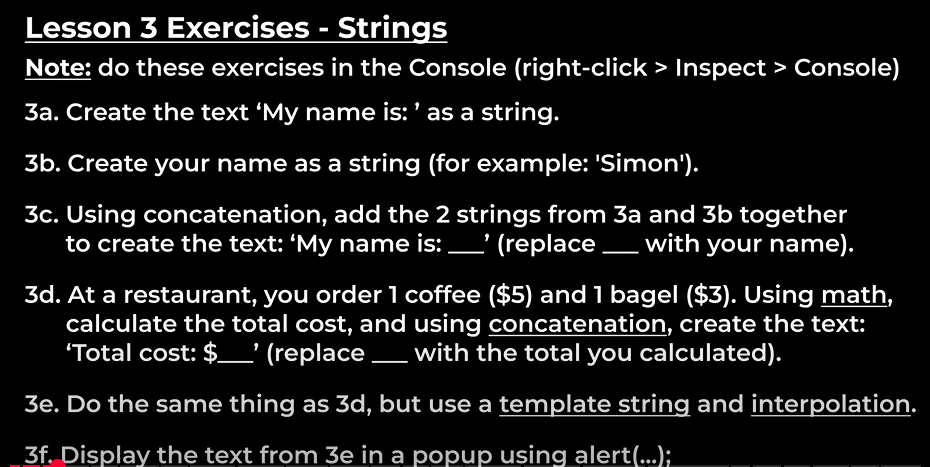 Lesson 3 Exercises - Strings
Note: do these exercises in the Console (right-click > Inspect > Console)
3a. Create the text ‘My name is: ’ as a string.
3b. Create your name as a string (for example: 'Simon').
3c. Using concatenation, add the 2 strings from 3a and 3b together
to create the text: ‘My name is: ___’ (replace ___ with your name).
3d. At a restaurant, you order 1 coffee ($5) and 1 bagel ($3). Using math,
calculate the total cost, and using concatenation, create the text:
‘Total cost: $___’ (replace ___ with the total you calculated).
3e. Do the same thing as 3d, but use a template string and interpolation.
3f. Display the text from 3e in a popup using alert(...);